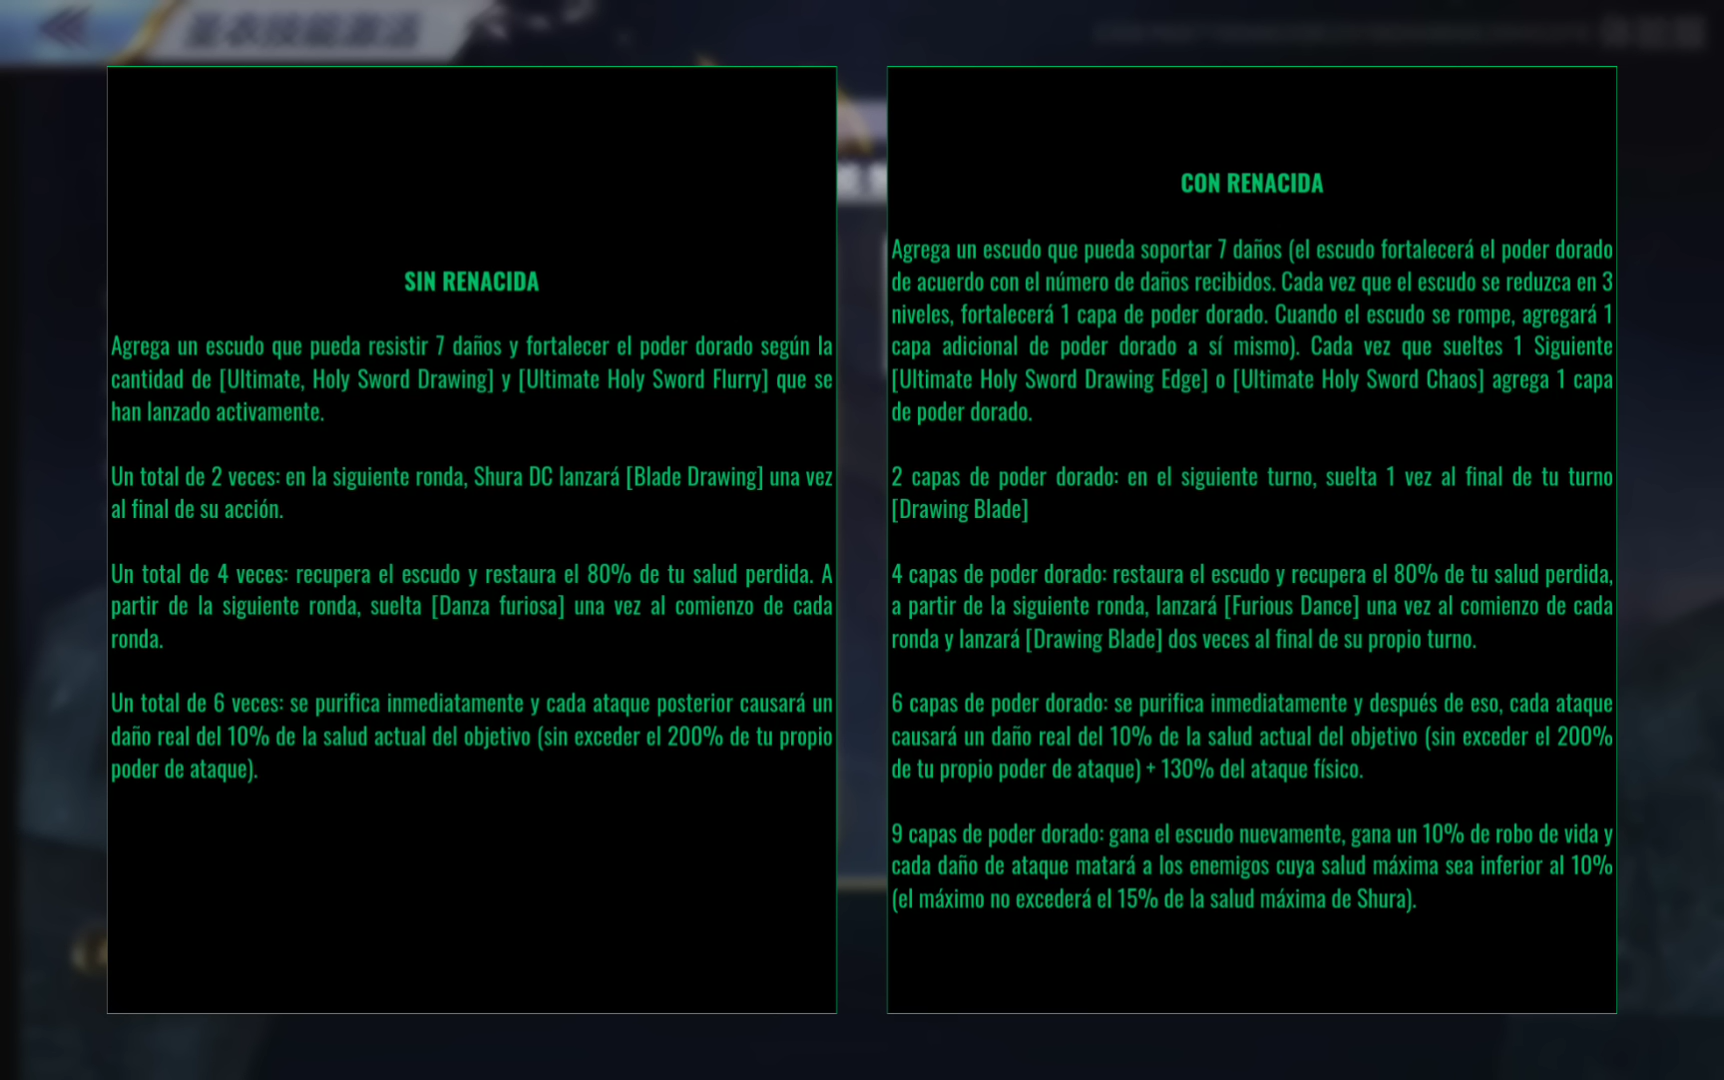 SIN RENACIDA
Agrega un escudo que pueda resistir 7 daños y fortalecer el poder dorado según la
cantidad de [Ultimate, Holy Sword Drawing] y [Ultimate Holy Sword Flurry] que se
han lanzado activamente.
Un total de 2 veces: en la siguiente ronda, Shura DC lanzará [Blade Drawing] una vez
al final de su acción.
Un total de 4 veces: recupera el escudo y restaura el 80% de tu salud perdida. A
partir de la siguiente ronda, suelta [Danza furiosa] una vez al comienzo de cada
ronda.
Un total de 6 veces: se purifica inmediatamente y cada ataque posterior causará un
daño real del 10% de la salud actual del objetivo (sin exceder el 200% de tu propio
poder de ataque).
CON RENACIDA
Agrega un escudo que pueda soportar 7 daños (el escudo fortalecerá el poder dorado
de acuerdo con el número de daños recibidos. Cada vez que el escudo se reduzca en 3
niveles, fortalecerá 1 capa de poder dorado. Cuando el escudo se rompe, agregará 1
capa adicional de poder dorado a sí mismo). Cada vez que sueltes 1 Siguiente
[Ultimate Holy Sword Drawing Edge] o [Ultimate Holy Sword Chaos] agrega 1 capa
de poder dorado.
2 capas de poder dorado: en el siguiente turno, suelta 1 vez al final de tu turno
[Drawing Blade]
4 capas de poder dorado: restaura el escudo y recupera el 80% de tu salud perdida,
a partir de la siguiente ronda, lanzará [Furious Dance] una vez al comienzo de cada
ronda y lanzará [Drawing Blade] dos veces al final de su propio turno.
6 capas de poder dorado: se purifica inmediatamente y después de eso, cada ataque
causará un daño real del 10% de la salud actual del objetivo (sin exceder el 200%
de tu propio poder de ataque) + 130% del ataque físico.
9 capas de poder dorado: gana el escudo nuevamente, gana un 10% de robo de vida y
cada daño de ataque matará a los enemigos cuya salud máxima sea inferior al 10%
(el máximo no excederá el 15% de la salud máxima de Shura).